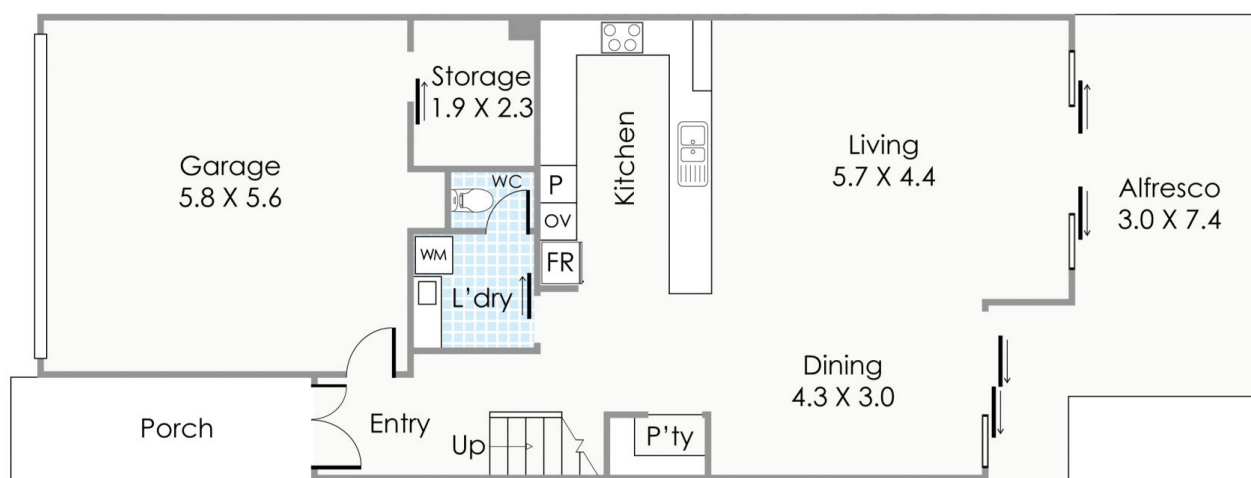 Storage
1.9 X 2.3
Garage
5.8 X 5.6
WC
P
OV
FR
WM
L'dry
Kitchen
Living
5.7 X 4.4
Alfresco
3.0 X 7.4
Dining
4.3 X 3.0
Porch
Entry
Up
P'ty